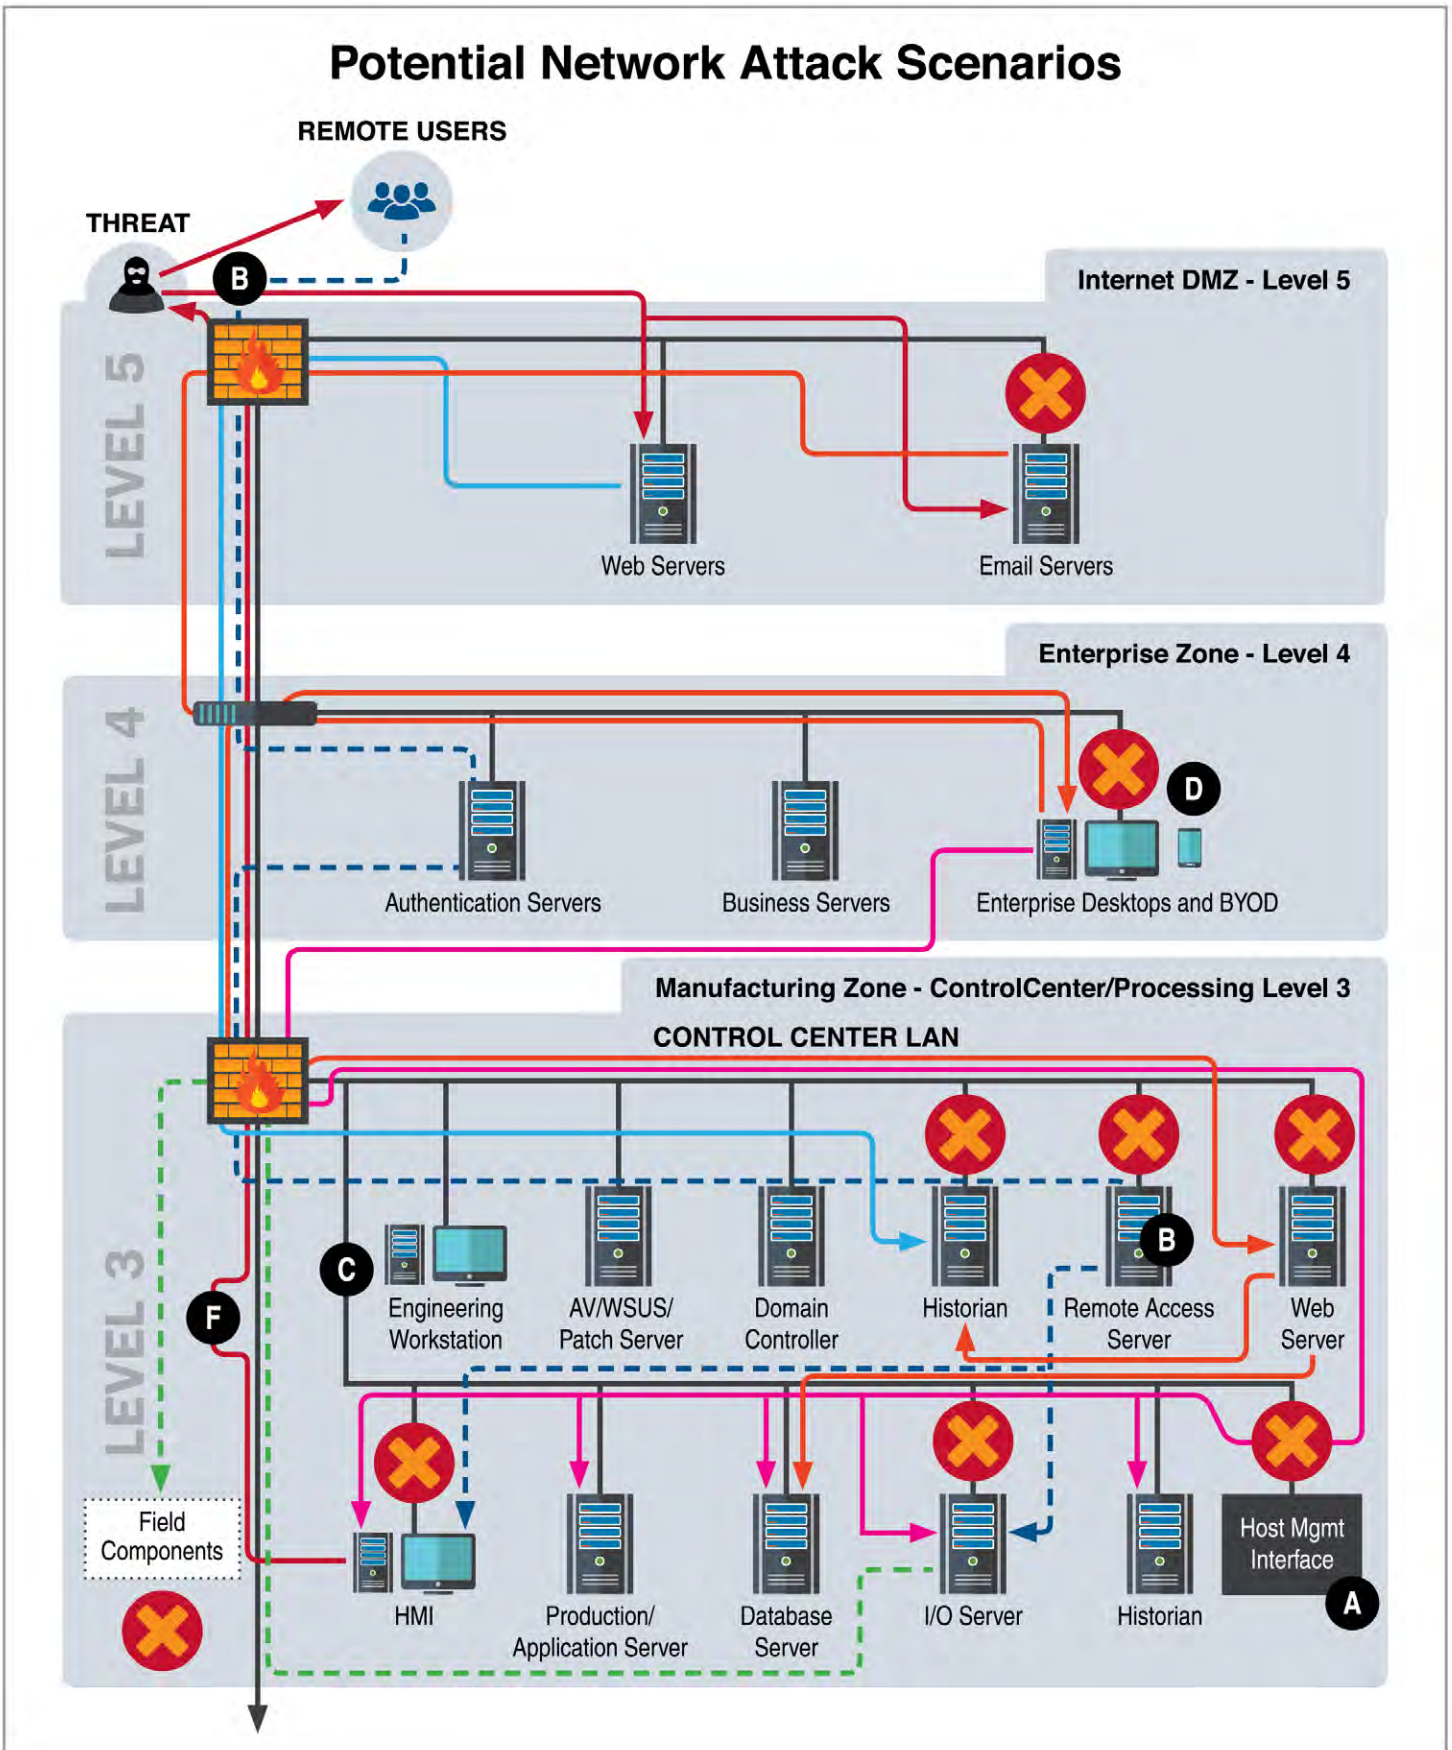 Potential Network Attack Scenarios
REMOTE USERS
THREAT
B
Internet DMZ - Level 5
LEVEL 5
Web Servers
Email Servers
Enterprise Zone - Level 4
LEVEL 4
D
Authentication Servers
Business Servers
Enterprise Desktops and BYOD
Manufacturing Zone - ControlCenter/Processing Level 3
CONTROL CENTER LAN
LEVEL 3
B
C
F
Engineering
Workstation
AV/WSUS/
Patch Server
Domain
Controller
Historian
Remote Access
Server
Web
Server
Field
Components
HMI
Production/
Application Server
Database
Server
I/O Server
Historian
Host Mgmt
Interface
A